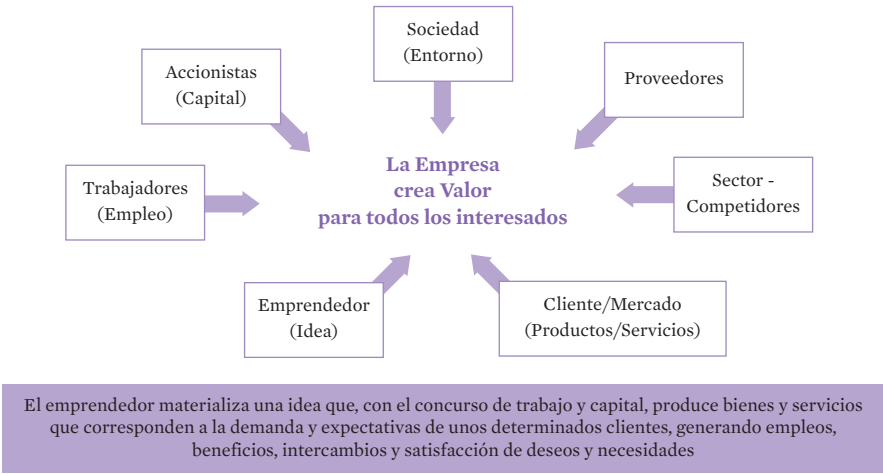 Sociedad
(Entorno)
Accionistas
(Capital)
Proveedores
La Empresa
crea Valor
para todos los interesados
Trabajadores
(Empleo)
Sector -
Competidores
Emprendedor
(Idea)
Cliente/Mercado
(Productos/Servicios)
El emprendedor materializa una idea que, con el concurso de trabajo y capital, produce bienes y servicios
que corresponden a la demanda y expectativas de unos determinados clientes, generando empleos,
beneficios, intercambios y satisfacción de deseos y necesidades